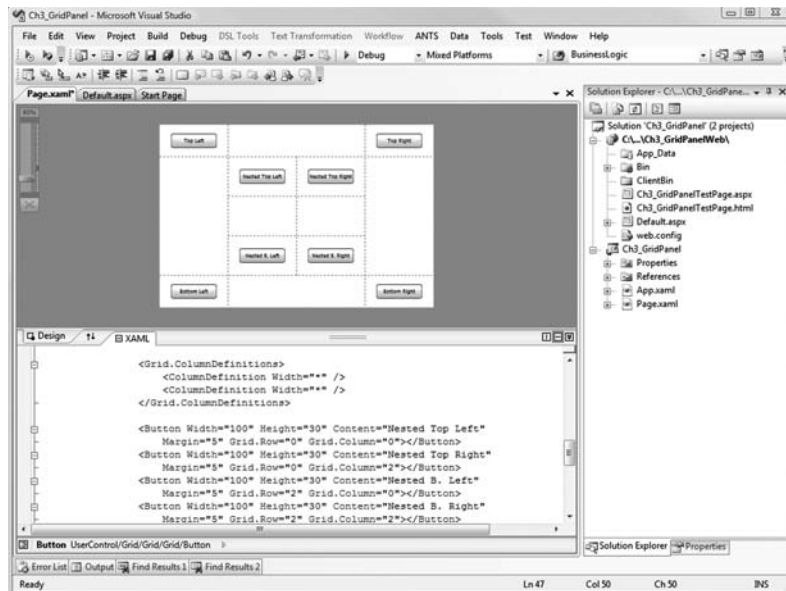 Ch3_GridPanel - Microsoft Visual Studio
File Edit View Project Build Debug DSL Tools Text Transformation Workflow ANTS Data Tools Test Window Help
Debug Mixed Platforms BusinessLogic
Page.xaml* Default.aspx Start Page
Top Left Top Right
Nested Top Left Nested Top Right
Nested B. Left Nested B. Right
Bottom Left Bottom Right
Design XAML
<Grid.ColumnDefinitions>
<ColumnDefinition Width="*" />
<ColumnDefinition Width="*" />
</Grid.ColumnDefinitions>
<Button Width="100" Height="30" Content="Nested Top Left"
Margin="5" Grid.Row="0" Grid.Column="0"></Button>
<Button Width="100" Height="30" Content="Nested Top Right"
Margin="5" Grid.Row="0" Grid.Column="2"></Button>
<Button Width="100" Height="30" Content="Nested B. Left"
Margin="5" Grid.Row="2" Grid.Column="0"></Button>
<Button Width="100" Height="30" Content="Nested B. Right"
Margin="5" Grid.Row="2" Grid.Column="2"></Button>
Button UserControl/Grid/Grid/Grid/Button
Solution Explorer - C:\...\Ch3_GridPane...
Solution 'Ch3_GridPanel' (2 projects)
C:\...\Ch3_GridPanelWeb\
App_Data
Bin
ClientBin
Ch3_GridPanelTestPage.aspx
Ch3_GridPanelTestPage.html
Default.aspx
web.config
Ch3_GridPanel
Properties
References
App.xaml
Page.xaml
Solution Explorer Properties
Error List Output Find Results 1 Find Results 2
Ready Ln 47 Col 50 Ch 50 INS